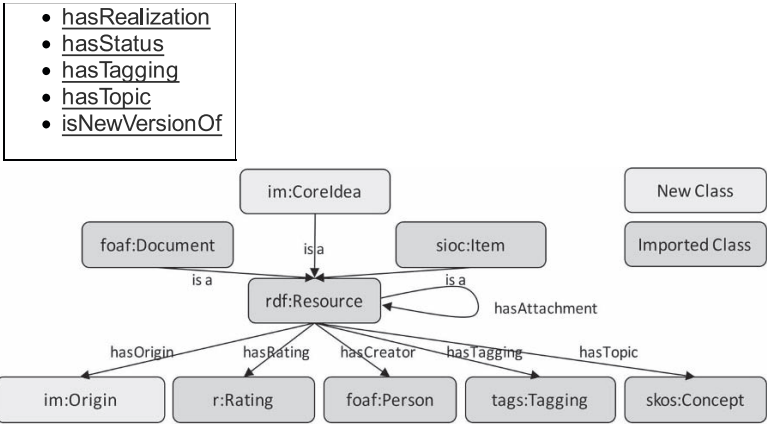 hasRealization
hasStatus
hasTagging
hasTopic
isNewVersionOf
im:CoreIdea
New Class
foaf:Document
is a
sioc:Item
Imported Class
is a
is a
rdf:Resource
hasAttachment
hasOrigin
hasRating
hasCreator
hasTagging
hasTopic
im:Origin
r:Rating
foaf:Person
tags:Tagging
skos:Concept